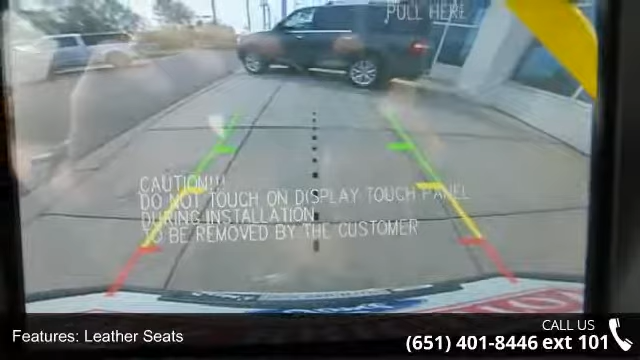 PULL HERE
CAUTION!!!
DO NOT TOUCH ON DISPLAY TOUCH PANEL
DURING INSTALLATION
TO BE REMOVED BY THE CUSTOMER
CALL US
Features: Leather Seats
(651) 401-8446 ext 101